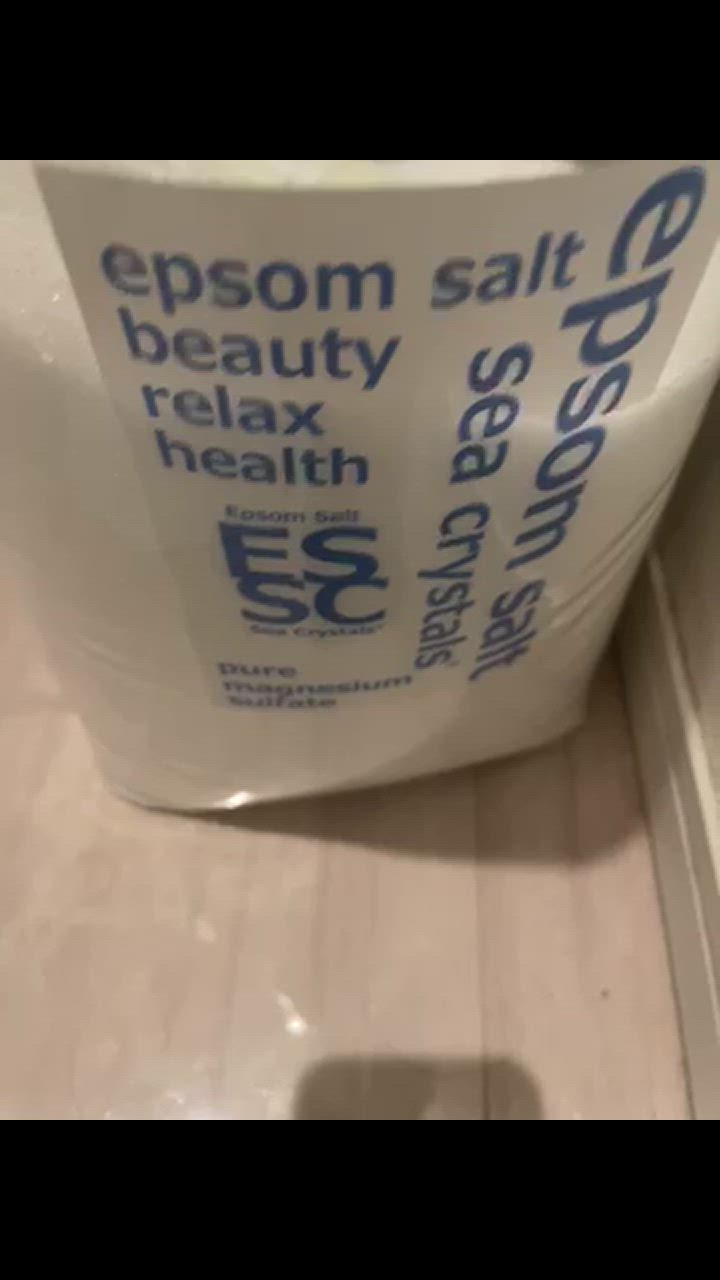 epsom salt
beauty
relax
health
Epsom Salt
ES
SC
Sea Crystals
pure
magnesium
sulfate
epsom salt
sea crystals